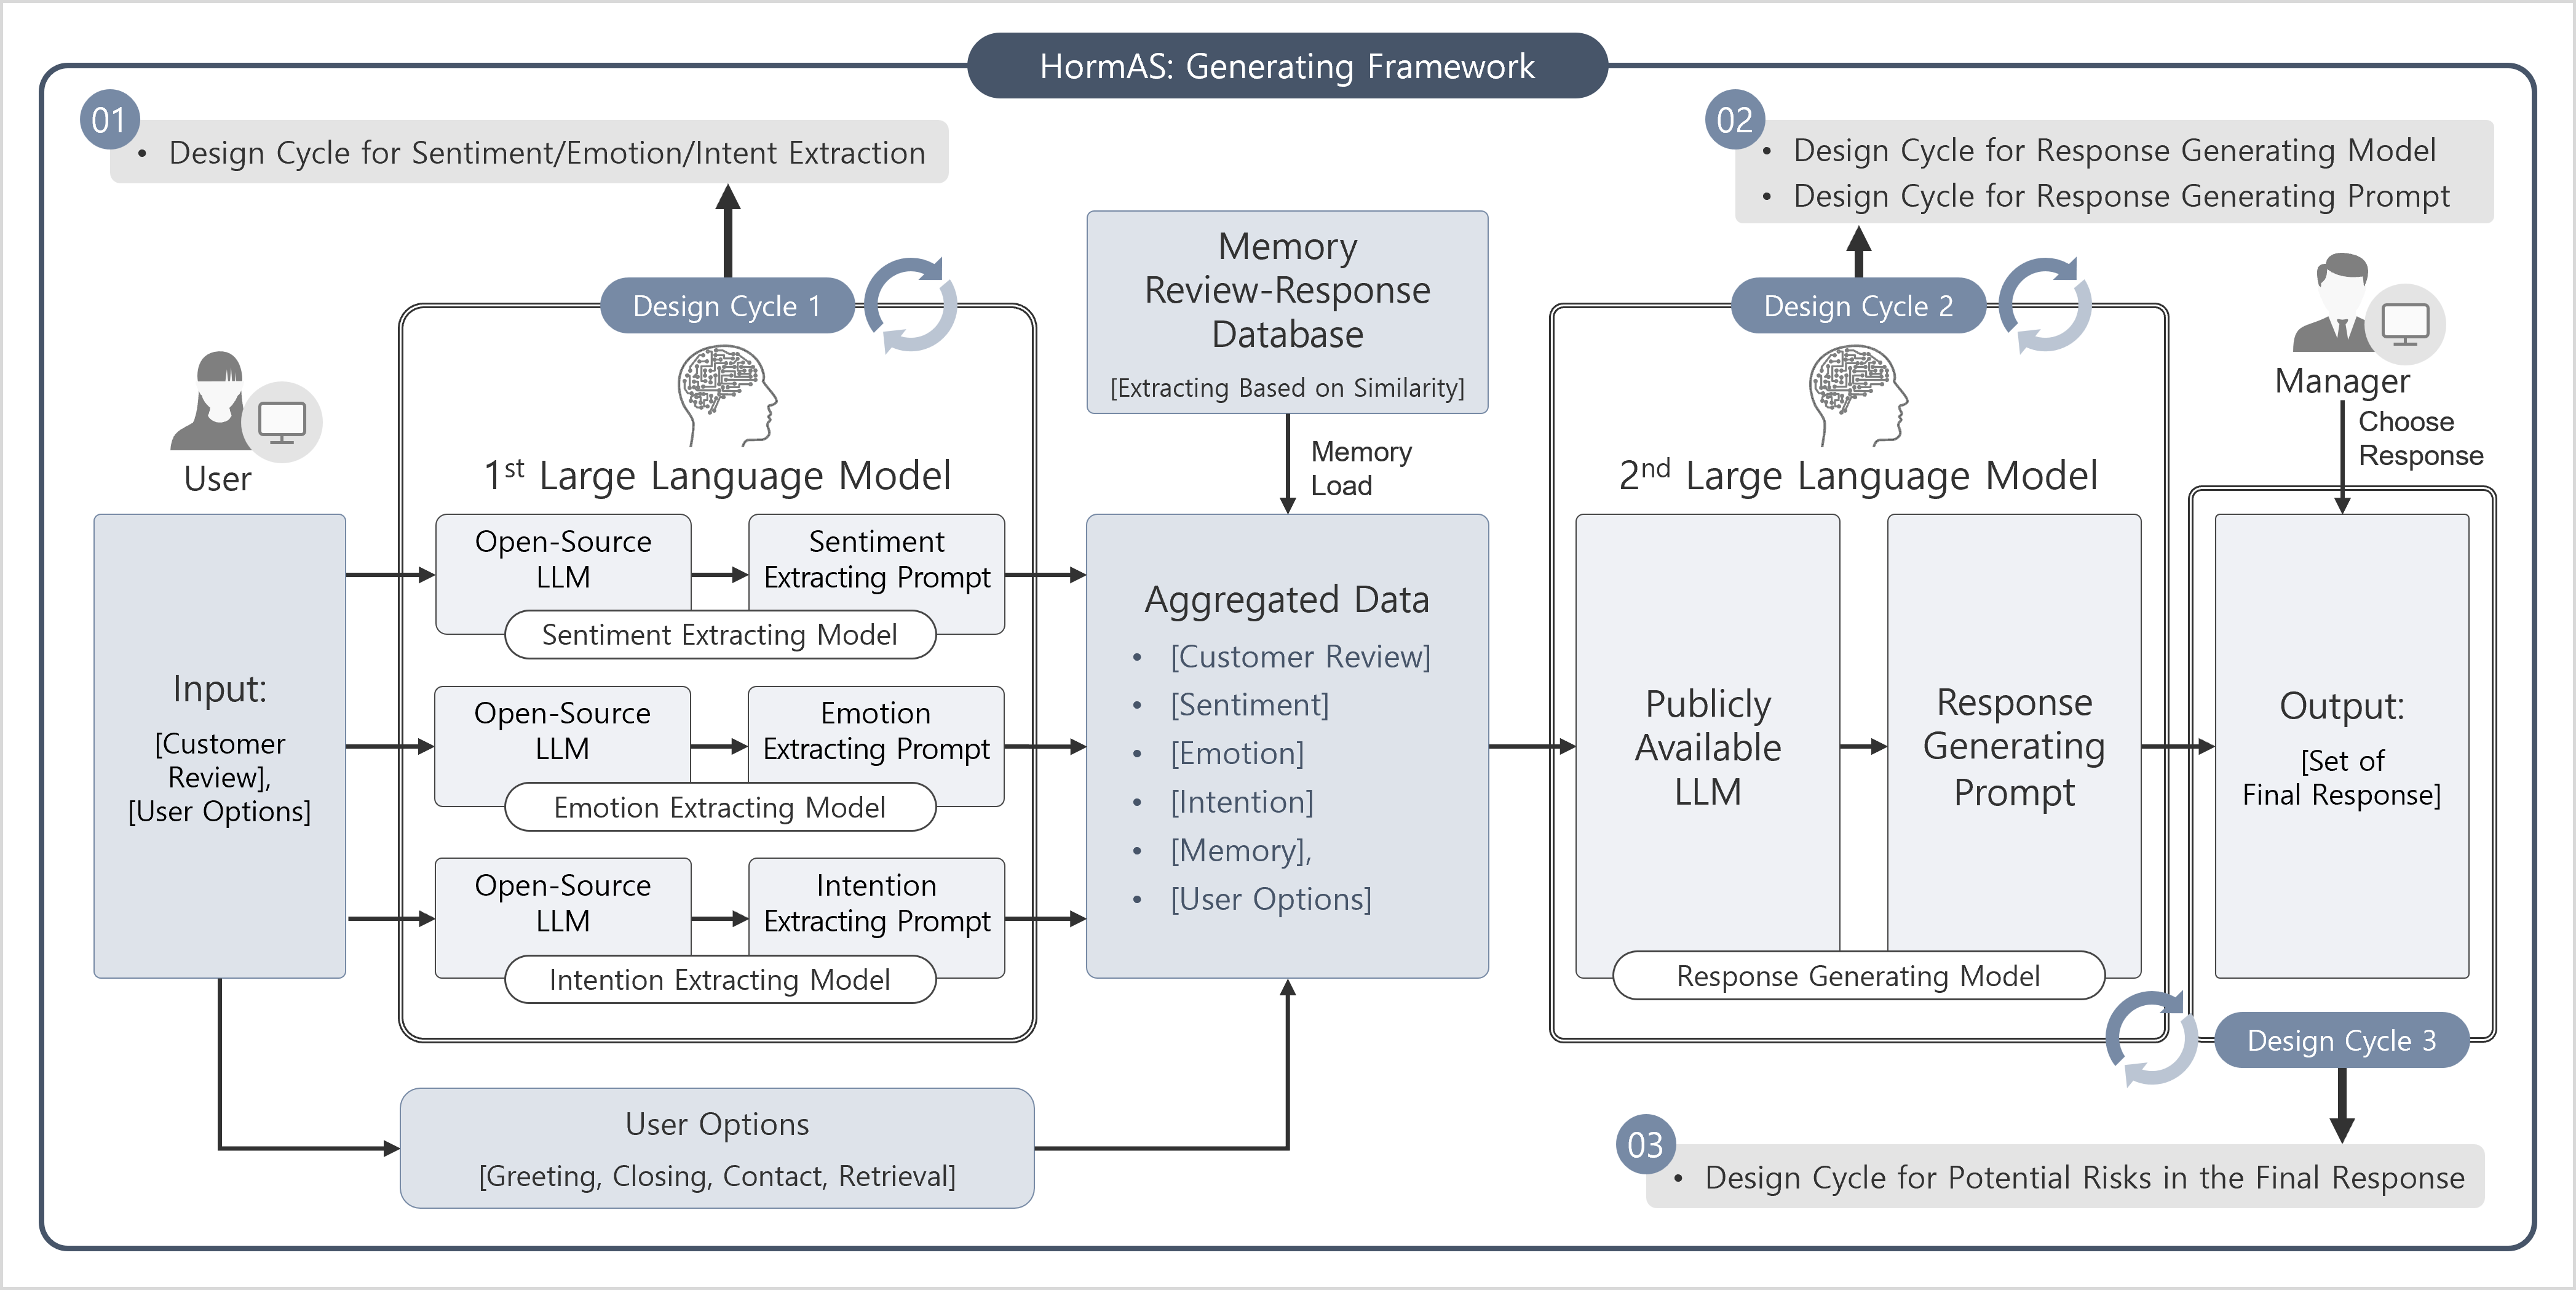 HormAS: Generating Framework
01
• Design Cycle for Sentiment/Emotion/Intent Extraction
02
• Design Cycle for Response Generating Model
• Design Cycle for Response Generating Prompt
User
Input:
[Customer
Review],
[User Options]
Design Cycle 1
1st Large Language Model
Open-Source
LLM
Sentiment
Extracting Prompt
Sentiment Extracting Model
Open-Source
LLM
Emotion
Extracting Prompt
Emotion Extracting Model
Open-Source
LLM
Intention
Extracting Prompt
Intention Extracting Model
User Options
[Greeting, Closing, Contact, Retrieval]
Memory
Review-Response
Database
[Extracting Based on Similarity]
Memory
Load
Aggregated Data
• [Customer Review]
• [Sentiment]
• [Emotion]
• [Intention]
• [Memory],
• [User Options]
Design Cycle 2
2nd Large Language Model
Publicly
Available
LLM
Response
Generating
Prompt
Response Generating Model
Manager
Choose
Response
Output:
[Set of
Final Response]
Design Cycle 3
03
• Design Cycle for Potential Risks in the Final Response